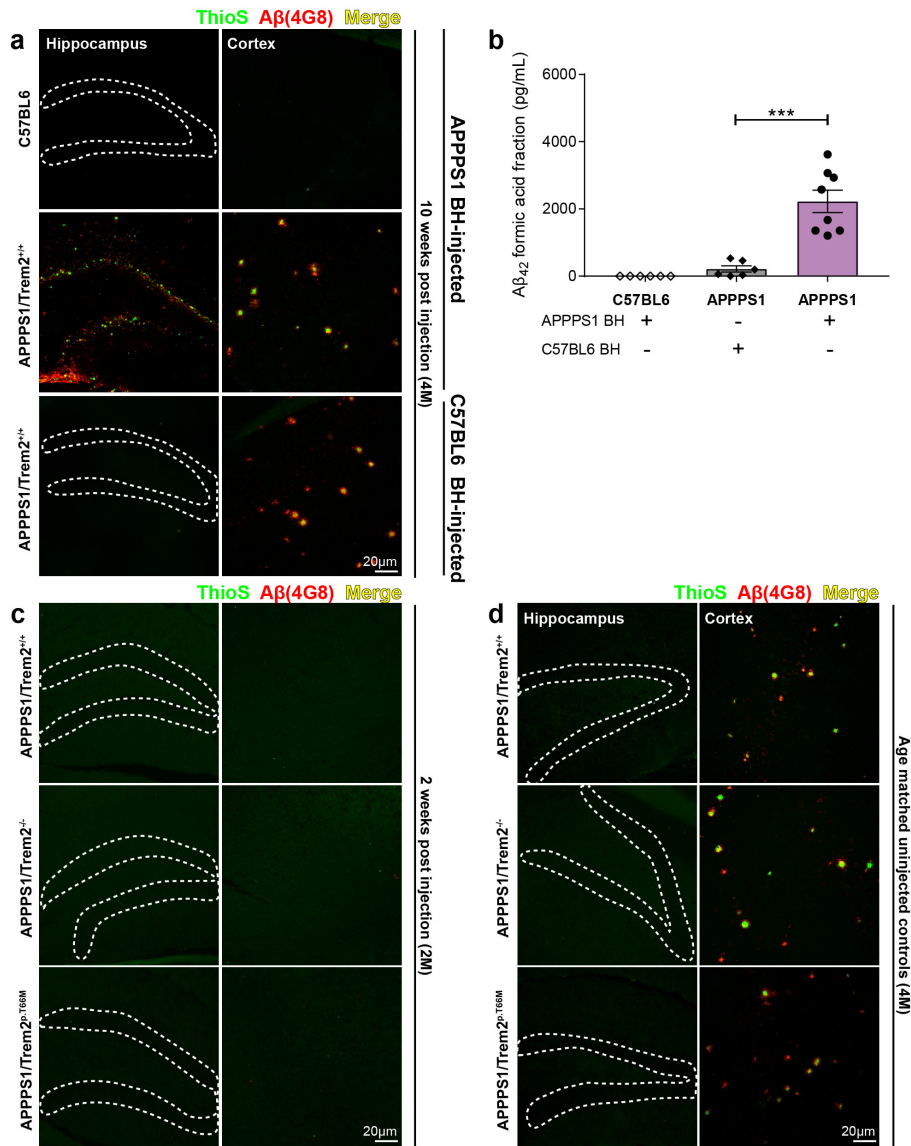 ThioS Aβ(4G8) Merge
a
Hippocampus
Cortex
C57BL6
APPPS1/Trem2+/+
APPPS1/Trem2+/+
20µm
10 weeks post injection (4M)
APPPS1 BH-injected
C57BL6 BH-injected
b
Aβ42 formic acid fraction (pg/mL)
6000
4000
2000
0
***
C57BL6 APPPS1 APPPS1
APPPS1 BH + - +
C57BL6 BH - + -
ThioS Aβ(4G8) Merge
c
APPPS1/Trem2+/+
APPPS1/Trem2-/-
APPPS1/Trem2p.T66M
20µm
2 weeks post injection (2M)
ThioS Aβ(4G8) Merge
d
Hippocampus
Cortex
APPPS1/Trem2+/+
APPPS1/Trem2-/-
APPPS1/Trem2p.T66M
20µm
Age matched uninjected controls (4M)